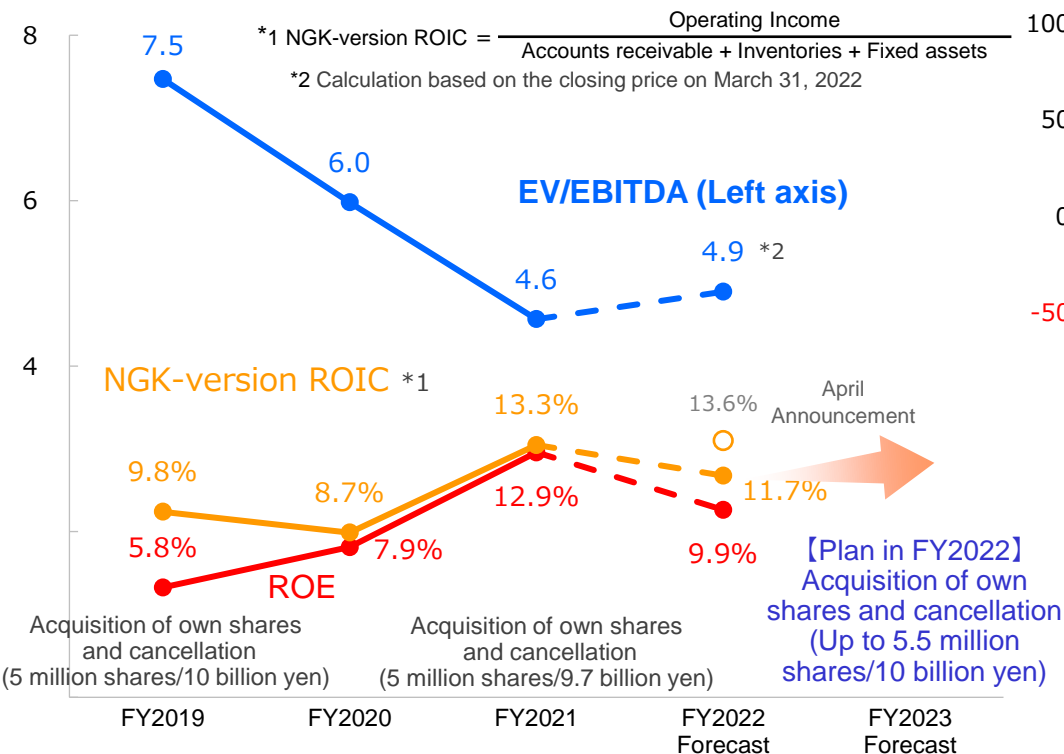 8
7.5
*1 NGK-version ROIC =
Operating Income
Accounts receivable + Inventories + Fixed assets
100
*2 Calculation based on the closing price on March 31, 2022
50
6.0
6
EV/EBITDA (Left axis)
0
4.9 *2
4.6
-50
4
NGK-version ROIC *1
13.3%
13.6%
April
Announcement
9.8%
8.7%
12.9%
11.7%
5.8%
7.9%
9.9%
ROE
【Plan in FY2022】
Acquisition of own
shares and cancellation
(Up to 5.5 million
shares/10 billion yen)
Acquisition of own shares
and cancellation
(5 million shares/10 billion yen)
Acquisition of own shares
and cancellation
(5 million shares/9.7 billion yen)
FY2019
FY2020
FY2021
FY2022
Forecast
FY2023
Forecast